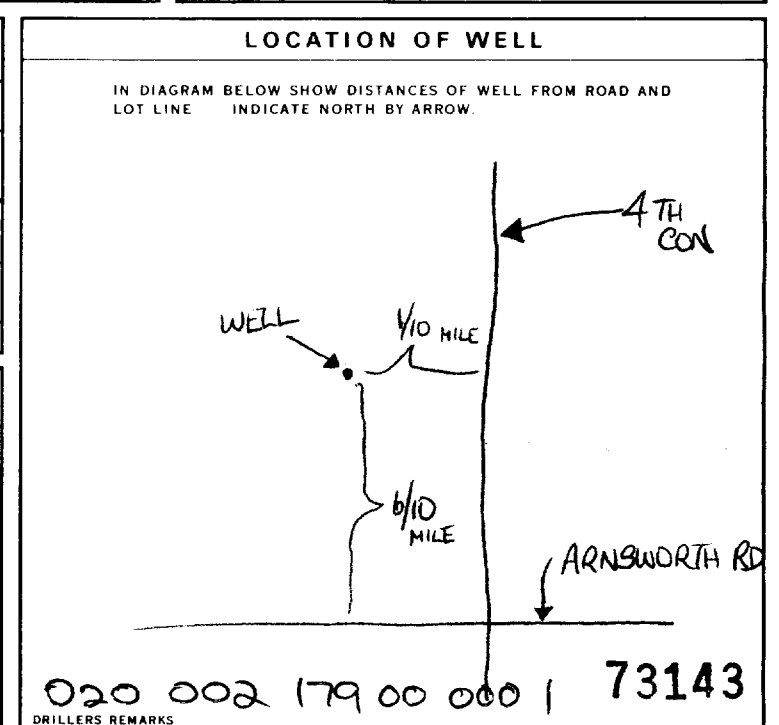 LOCATION OF WELL
IN DIAGRAM BELOW SHOW DISTANCES OF WELL FROM ROAD AND
LOT LINE INDICATE NORTH BY ARROW.
4 TH
CON
WELL
1/10 MILE
6/10
MILE
ARNSWORTH RD
020 002 179 00 000 1
73143
DRILLERS REMARKS